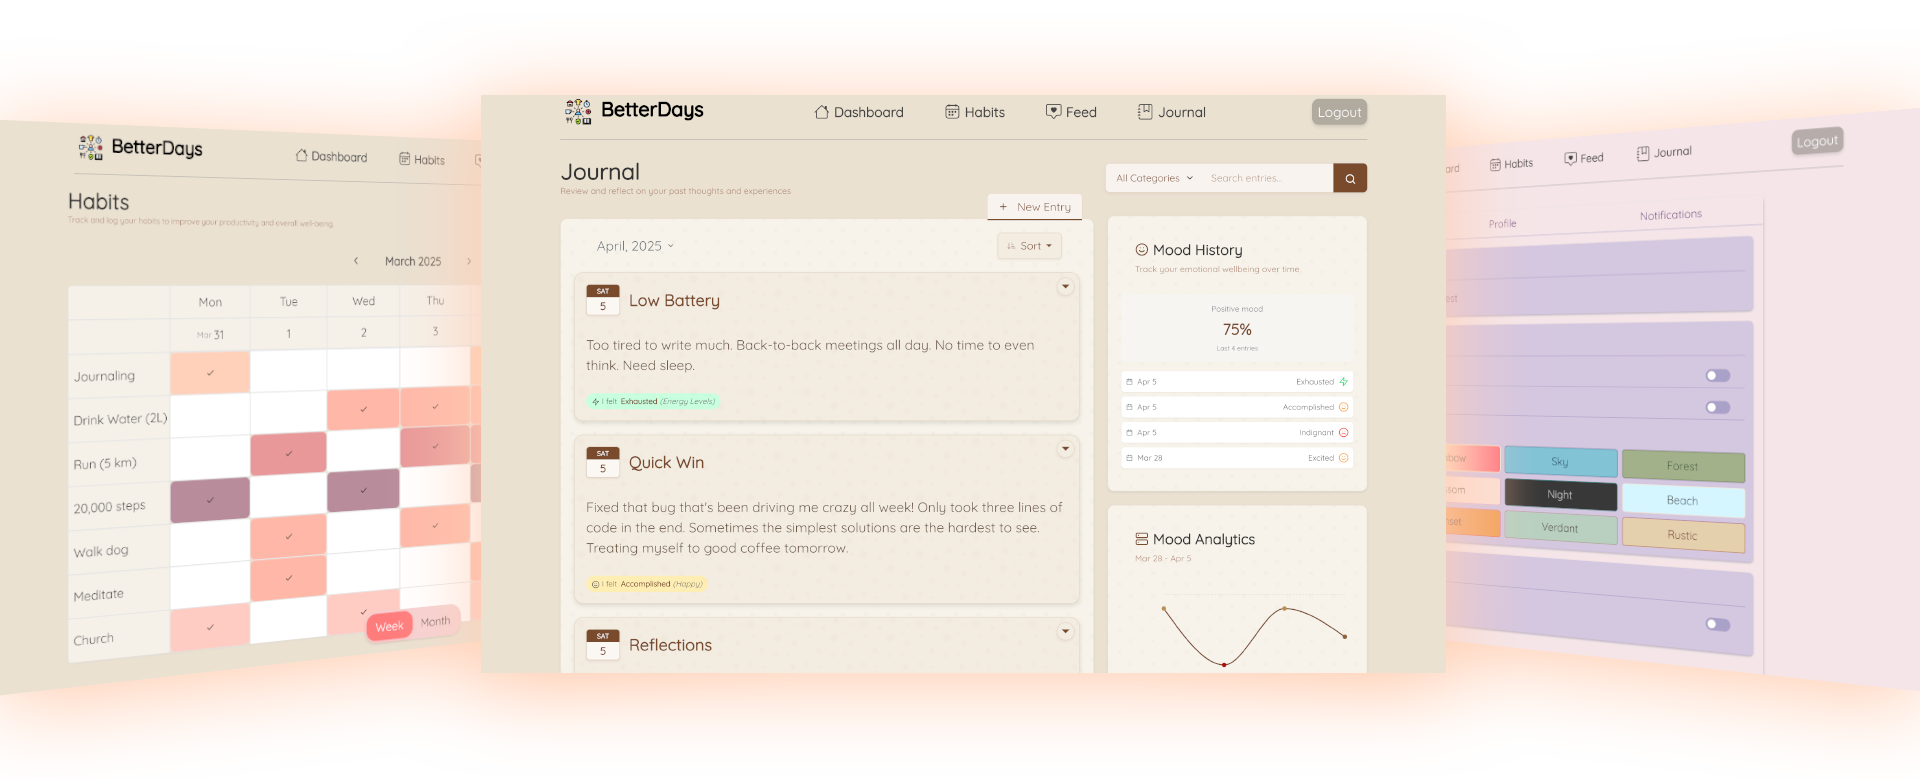 BetterDays
Dashboard
Habits
Habits
Track and log your habits to improve your productivity and overall well-being
March 2025
Mon Tue Wed Thu
Mar 31 1 2 3
Journaling
Drink Water (2L)
Run (5 km)
20,000 steps
Walk dog
Meditate
Church
Week Month
BetterDays
Dashboard
Habits
Feed
Journal
Logout
Journal
Review and reflect on your past thoughts and experiences
All Categories
Search entries...
+ New Entry
April, 2025
Sort
SAT
5
Low Battery
Too tired to write much. Back-to-back meetings all day. No time to even
think. Need sleep.
I felt Exhausted (Energy Levels)
SAT
5
Quick Win
Fixed that bug that's been driving me crazy all week! Only took three lines of
code in the end. Sometimes the simplest solutions are the hardest to see.
Treating myself to good coffee tomorrow.
I felt Accomplished (Happy)
SAT
5
Reflections
Mood History
Track your emotional wellbeing over time
Positive mood
75%
Last 4 entries
Apr 5 Exhausted
Apr 5 Accomplished
Apr 5 Indignant
Mar 28 Excited
Mood Analytics
Mar 28 - Apr 5
Habits
Feed
Journal
Logout
Profile
Notifications
Sky
Forest
Night
Beach
Verdant
Rustic